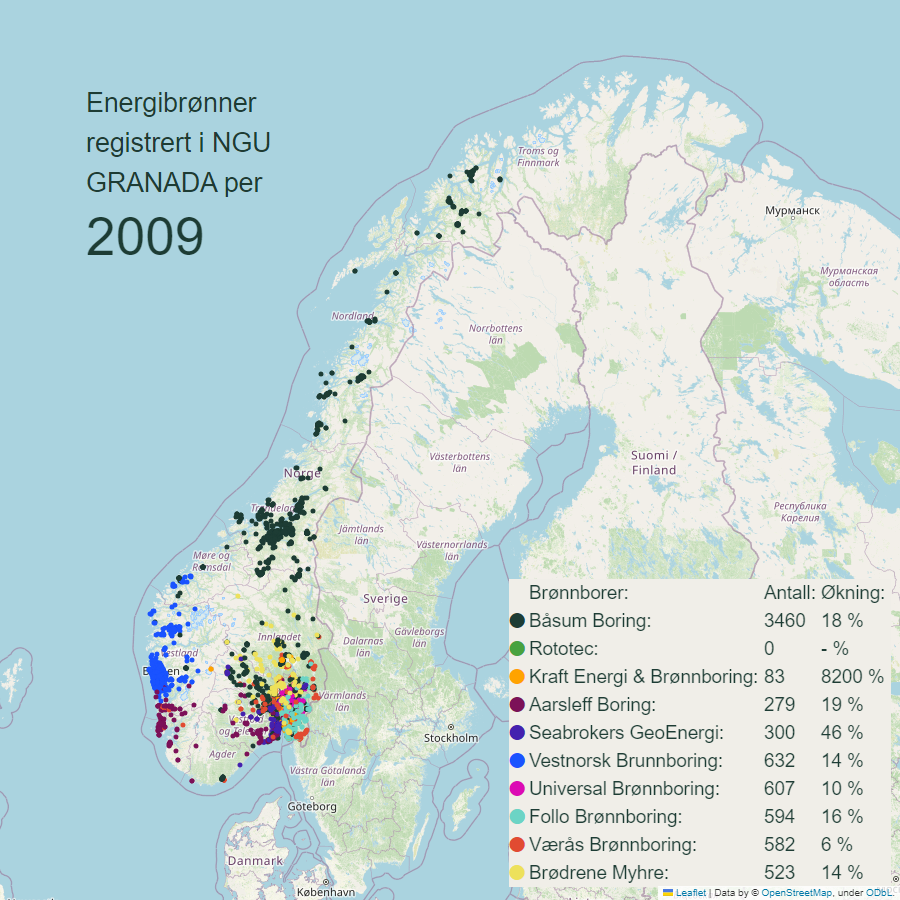 Energibrønner
registrert i NGU
GRANADA per
2009
Troms og
Finnmark
Мурманск
Мурманская
область
Nordland
Norrbottens
län
Västerbottens
län
Suomi /
Finland
Norge
Республика
Карелия
Jämtlands
län
Västernorrlands
län
Møre og
Romsdal
Sverige
Innlandet
Dalarnas
län
Gävleborgs
län
Värmlands
län
Agder
Stockholm
Västra Götalands
län
Göteborg
Danmark
København
Brønnborer: Antall: Økning:
Båsum Boring: 3460 18 %
Rototec: 0 - %
Kraft Energi & Brønnboring: 83 8200 %
Aarsleff Boring: 279 19 %
Seabrokers GeoEnergi: 300 46 %
Vestnorsk Brunnboring: 632 14 %
Universal Brønnboring: 607 10 %
Follo Brønnboring: 594 16 %
Værås Brønnboring: 582 6 %
Brødrene Myhre: 523 14 %
Leaflet | Data by © OpenStreetMap, under ODbL.